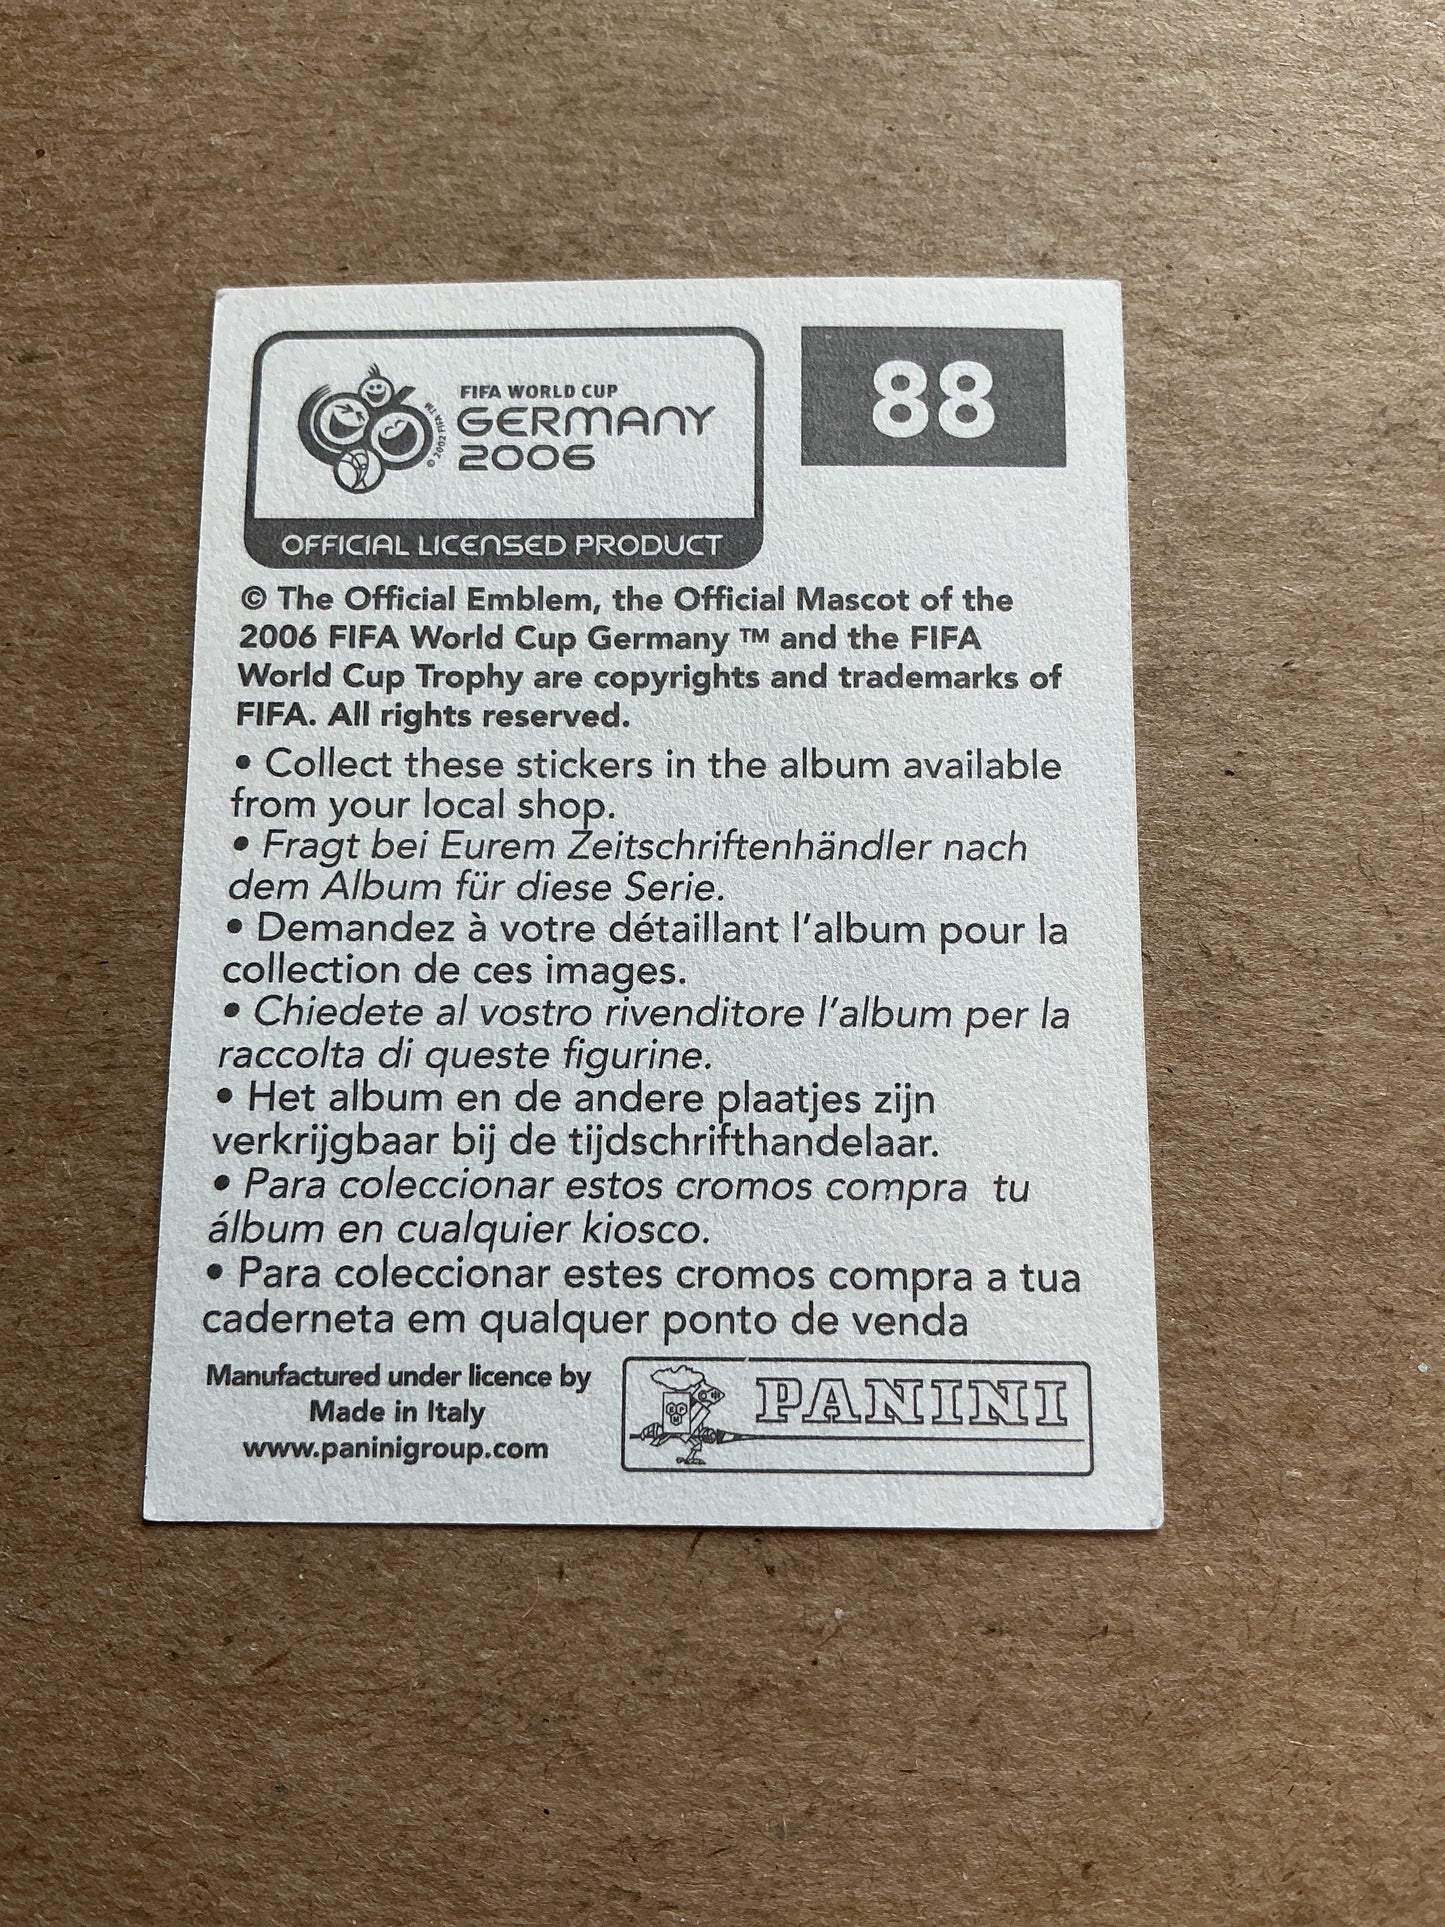 FIFA WORLD CUP
GERMANY
2006
© 2002 FIFA TM
88
OFFICIAL LICENSED PRODUCT
© The Official Emblem, the Official Mascot of the
2006 FIFA World Cup Germany ™ and the FIFA
World Cup Trophy are copyrights and trademarks of
FIFA. All rights reserved.
• Collect these stickers in the album available
from your local shop.
• Fragt bei Eurem Zeitschriftenhändler nach
dem Album für diese Serie.
• Demandez à votre détaillant l'album pour la
collection de ces images.
• Chiedete al vostro rivenditore l'album per la
raccolta di queste figurine.
• Het album en de andere plaatjes zijn
verkrijgbaar bij de tijdschrifthandelaar.
• Para coleccionar estos cromos compra  tu
álbum en cualquier kiosco.
• Para coleccionar estes cromos compra a tua
caderneta em qualquer ponto de venda
Manufactured under licence by
Made in Italy
www.paninigroup.com
PANINI